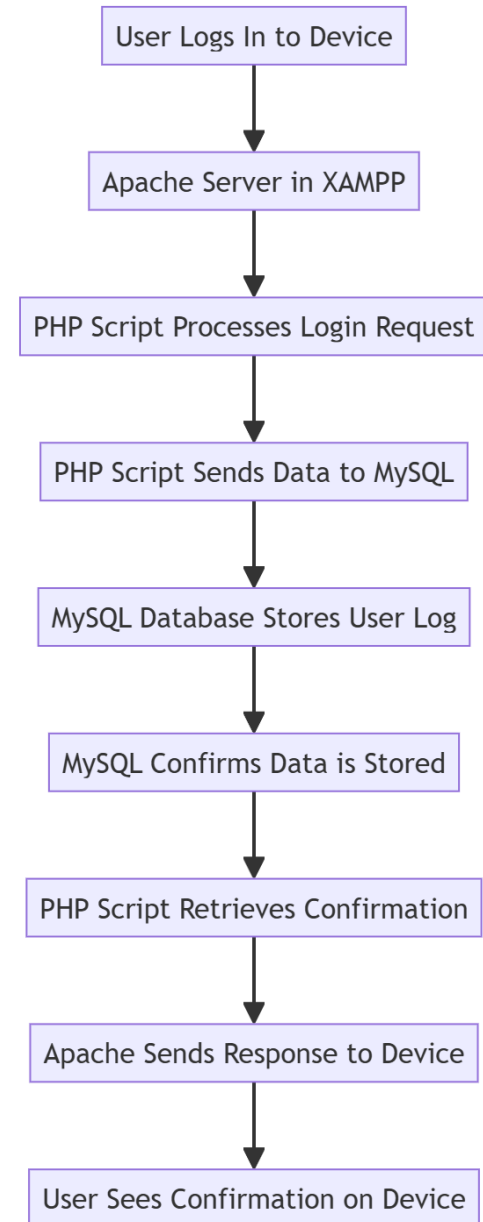 User Logs In to Device
Apache Server in XAMPP
PHP Script Processes Login Request
PHP Script Sends Data to MySQL
MySQL Database Stores User Log
MySQL Confirms Data is Stored
PHP Script Retrieves Confirmation
Apache Sends Response to Device
User Sees Confirmation on Device